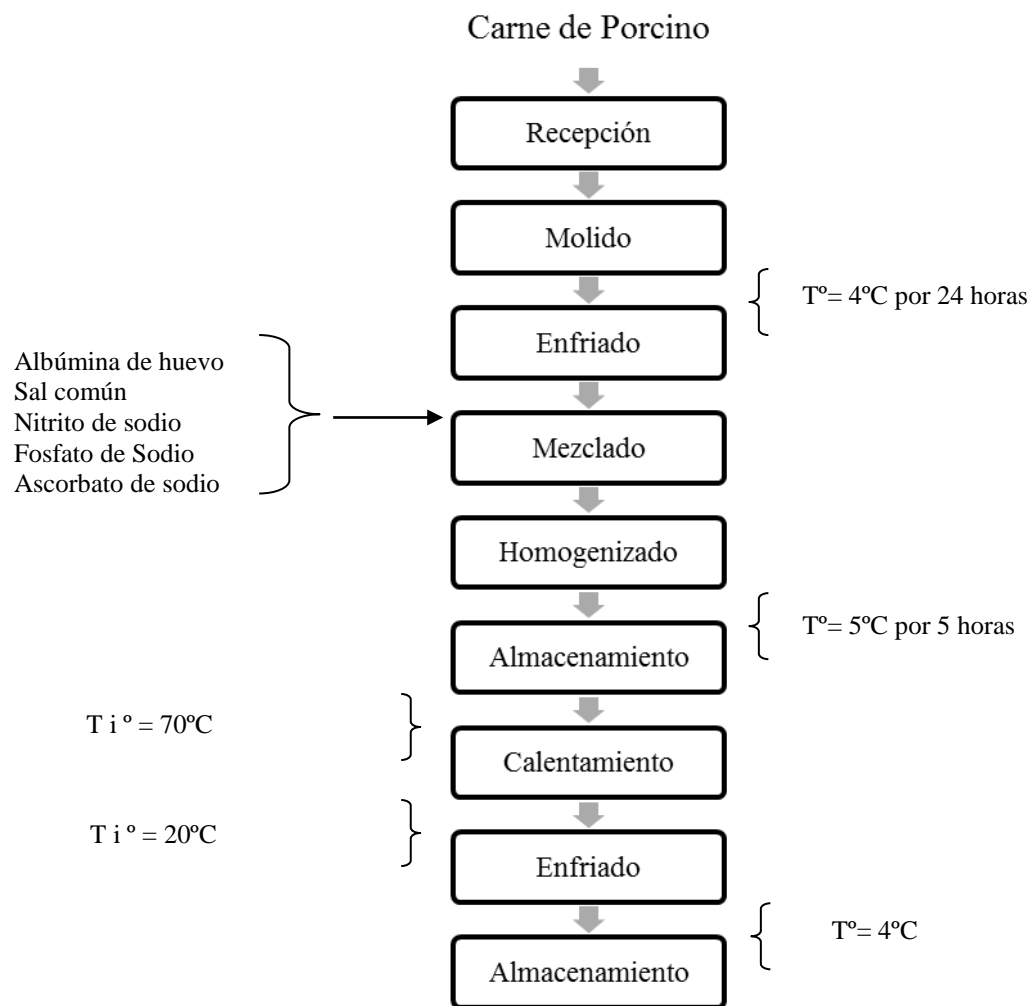 Carne de Porcino
Recepción
Molido
Tº= 4ºC por 24 horas
Enfriado
Albúmina de huevo
Sal común
Nitrito de sodio
Fosfato de Sodio
Ascorbato de sodio
Mezclado
Homogenizado
Tº= 5ºC por 5 horas
Almacenamiento
T i º = 70ºC
Calentamiento
T i º = 20ºC
Enfriado
Tº= 4ºC
Almacenamiento